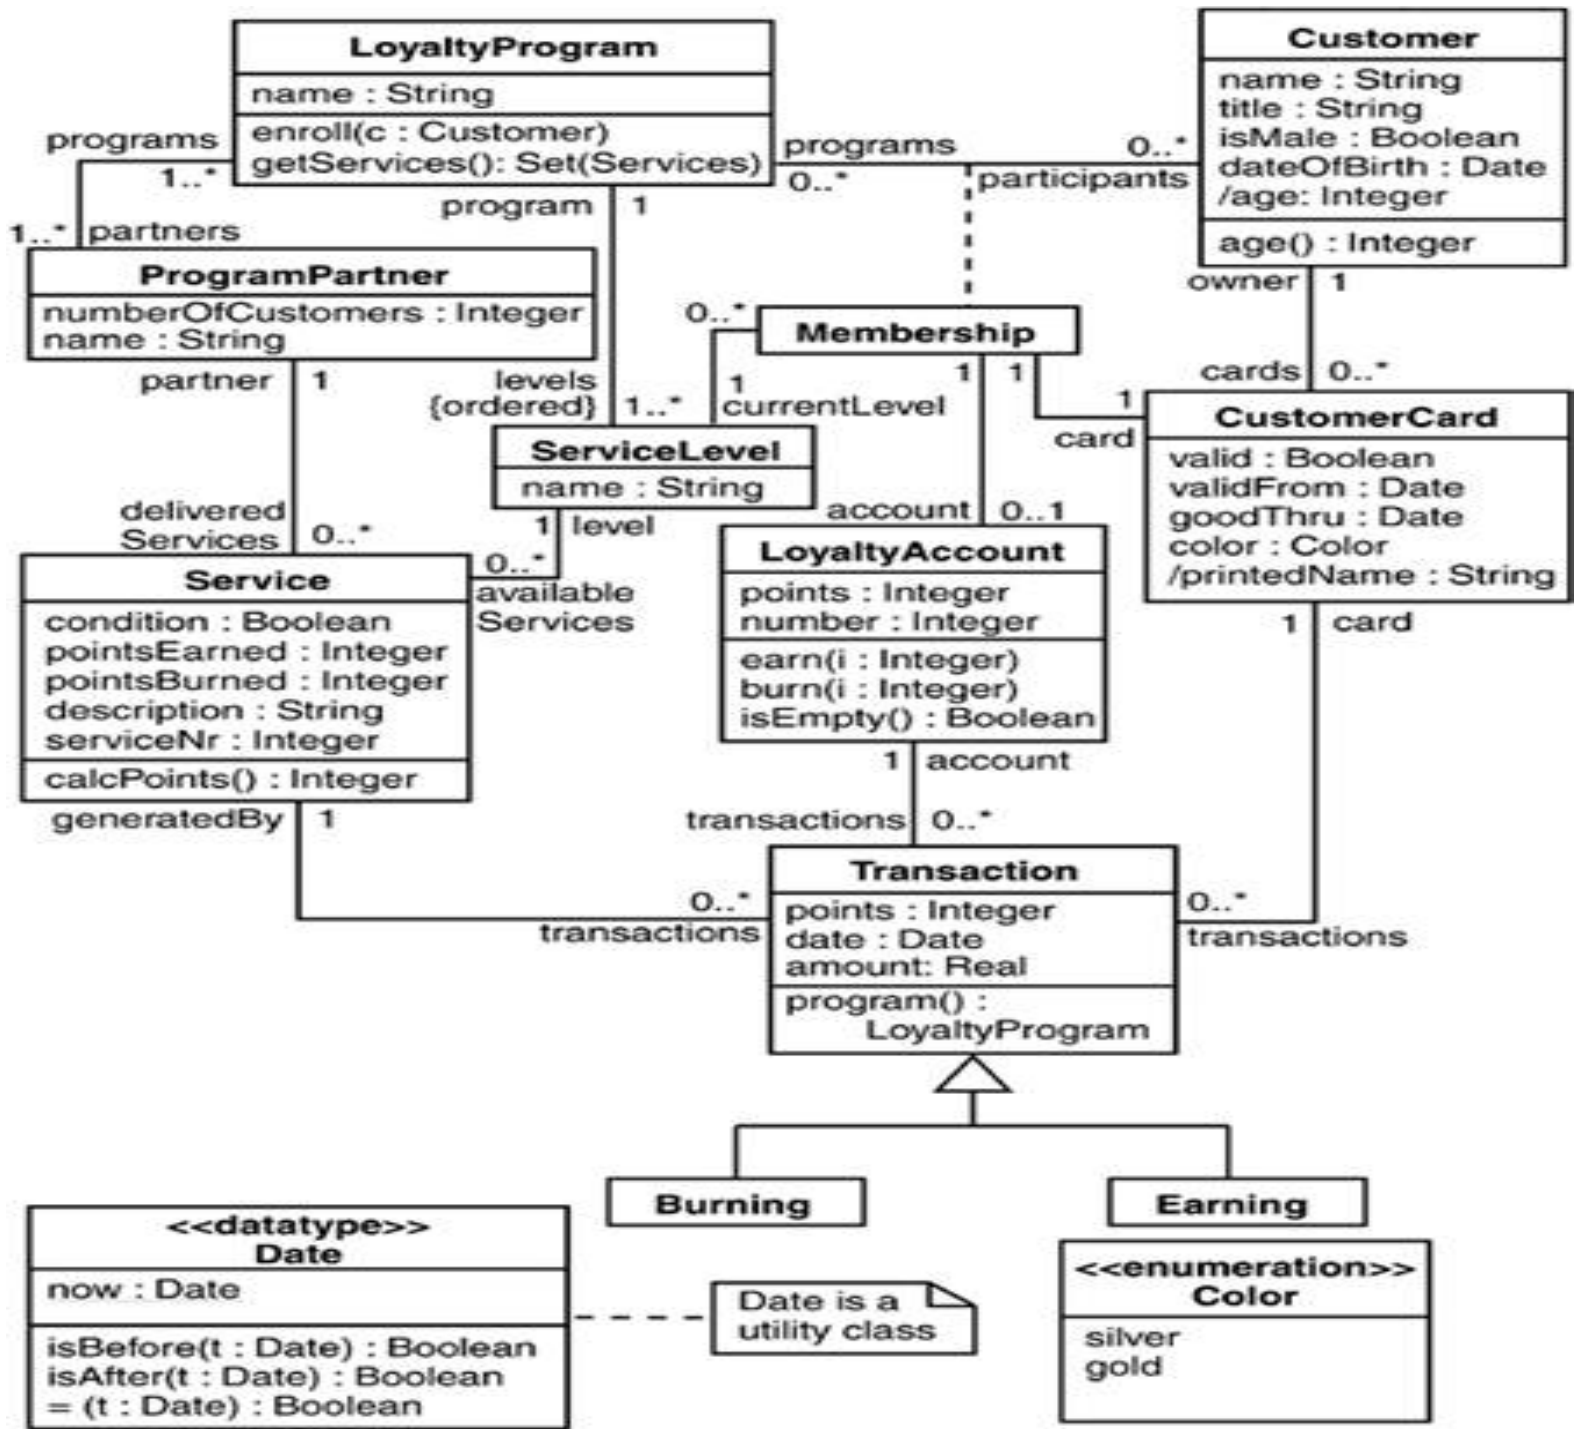 LoyaltyProgram
name : String
enroll(c : Customer)
getServices(): Set(Services)
Customer
name : String
title : String
isMale : Boolean
dateOfBirth : Date
/age: Integer
age() : Integer
programs
1..*
1..* partners
programs
0..*
0..*
participants
program 1
owner 1
ProgramPartner
numberOfCustomers : Integer
name : String
partner 1
0..*
Membership
levels
{ordered} 1..*
1
currentLevel
1
1
1
card
cards 0..*
CustomerCard
valid : Boolean
validFrom : Date
goodThru : Date
color : Color
/printedName : String
ServiceLevel
name : String
1 level
0..*
available
Services
delivered
Services 0..*
account 0..1
LoyaltyAccount
points : Integer
number : Integer
earn(i : Integer)
burn(i : Integer)
isEmpty() : Boolean
Service
condition : Boolean
pointsEarned : Integer
pointsBurned : Integer
description : String
serviceNr : Integer
calcPoints() : Integer
generatedBy 1
1 account
1 card
transactions 0..*
0..*
transactions
0..*
transactions
Transaction
points : Integer
date : Date
amount: Real
program() :
LoyaltyProgram
Burning
Earning
<<datatype>>
Date
now : Date
isBefore(t : Date) : Boolean
isAfter(t : Date) : Boolean
= (t : Date) : Boolean
Date is a
utility class
<<enumeration>>
Color
silver
gold